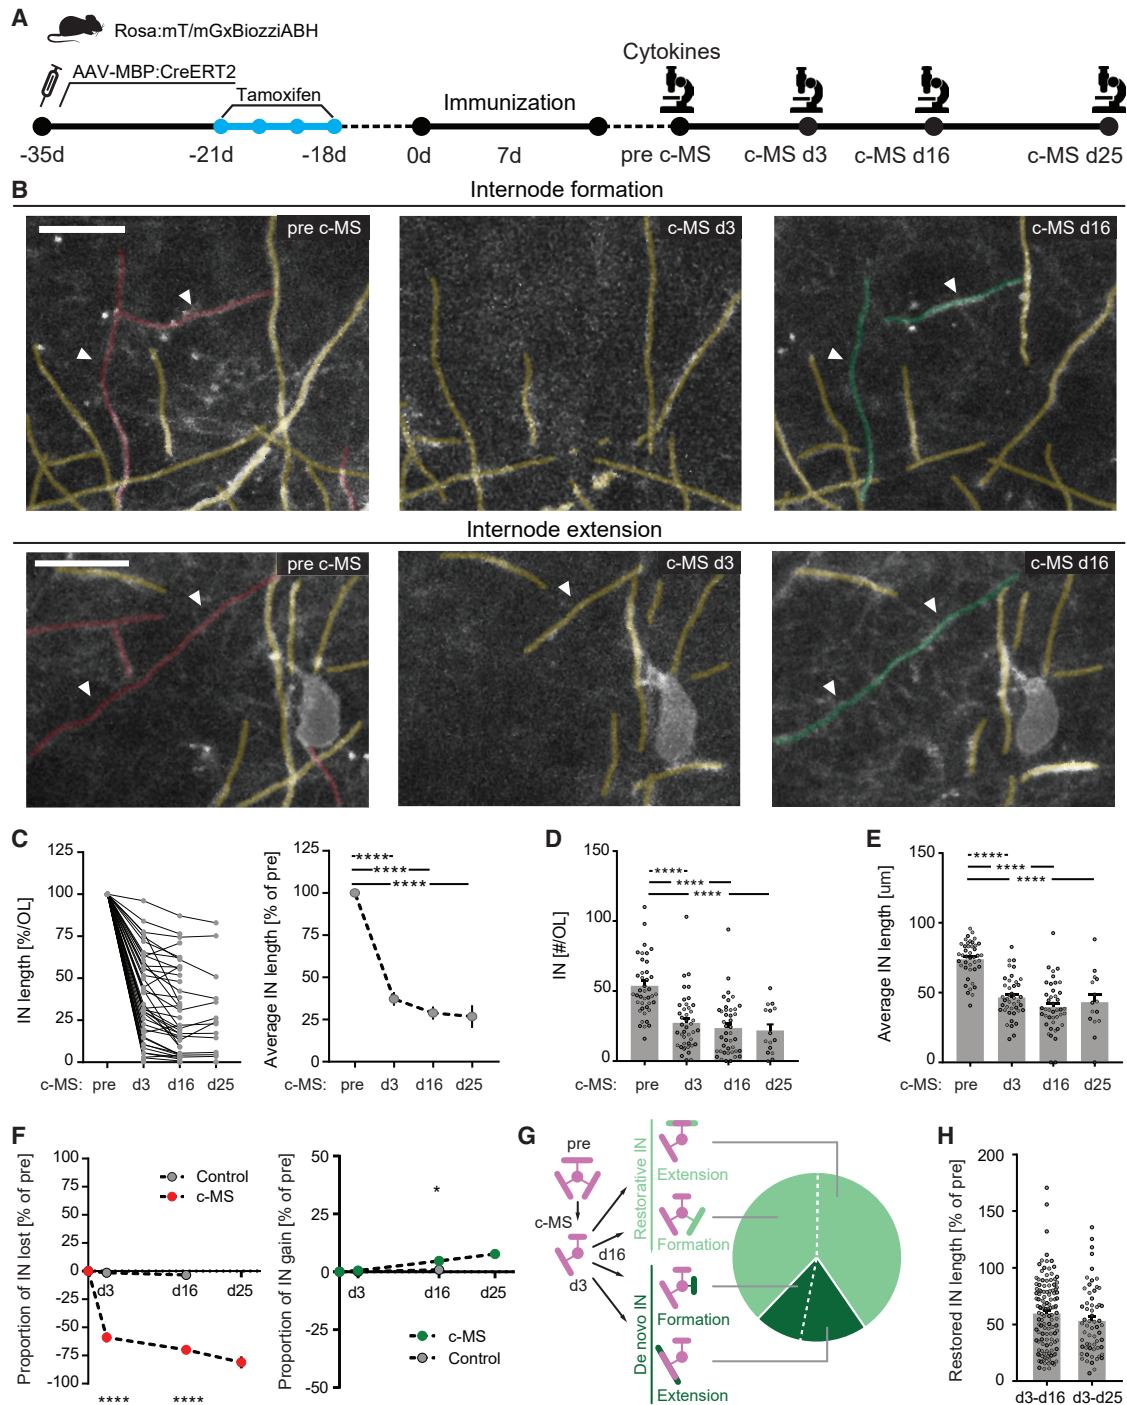 A
Rosa:mT/mGxBiozziABH
AAV-MBP:CreERT2
Tamoxifen
Immunization
Cytokines
-35d
-21d
-18d
0d
7d
pre c-MS
c-MS d3
c-MS d16
c-MS d25
B
Internode formation
pre c-MS
c-MS d3
c-MS d16
Internode extension
pre c-MS
c-MS d3
c-MS d16
C
IN length [%/OL]
125
100
75
50
25
0
c-MS: pre d3 d16 d25
Average IN length [% of pre]
125
100
75
50
25
0
****
****
****
pre d3 d16 d25
D
IN [#/OL]
150
100
50
0
****
****
****
c-MS: pre d3 d16 d25
E
Average IN length [um]
150
100
50
0
****
****
****
c-MS: pre d3 d16 d25
F
Proportion of IN lost [% of pre]
100
75
50
25
0
-25
-50
-75
-100
Control
c-MS
d3 d16 d25
**** ****
Proportion of IN gain [% of pre]
50
25
0
-25
-50
*
d3 d16 d25
c-MS
Control
G
pre
c-MS
d3
d16
Restorative IN
Extension
Formation
De novo IN
Formation
Extension
H
Restored IN length [% of pre]
200
150
100
50
0
d3-d16 d3-d25